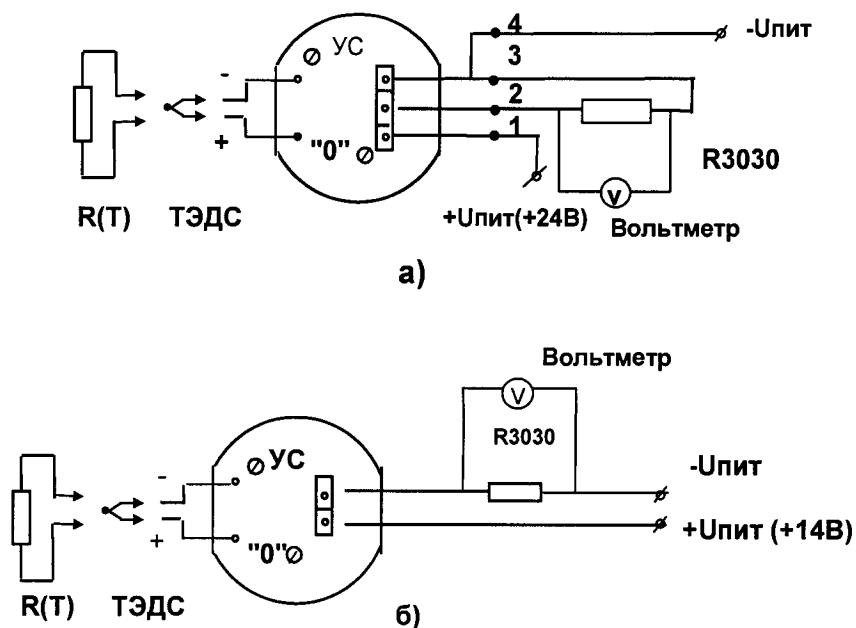 4
-Uпит
УС
3
-
2
1
+
"0"
R3030
R(T)
ТЭДС
+Uпит(+24В)
V
Вольтметр
а)
Вольтметр
V
R3030
УС
-Uпит
-
+Uпит (+14В)
+
"0"
R(T)
ТЭДС
б)